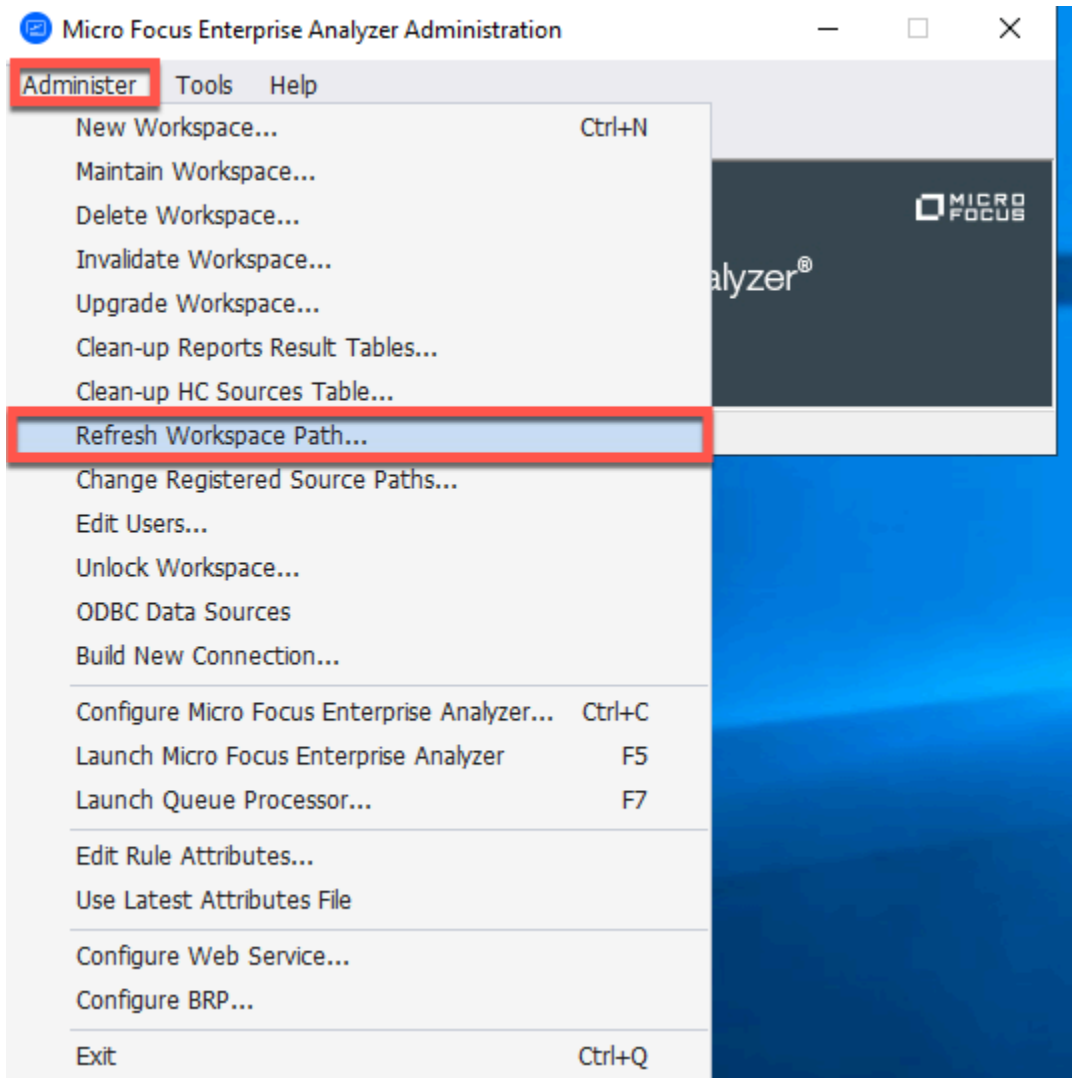 Micro Focus Enterprise Analyzer Administration
Administer Tools Help
New Workspace... Ctrl+N
Maintain Workspace...
Delete Workspace...
Invalidate Workspace...
Upgrade Workspace...
Clean-up Reports Result Tables...
Clean-up HC Sources Table...
Refresh Workspace Path...
Change Registered Source Paths...
Edit Users...
Unlock Workspace...
ODBC Data Sources
Build New Connection...
Configure Micro Focus Enterprise Analyzer... Ctrl+C
Launch Micro Focus Enterprise Analyzer F5
Launch Queue Processor... F7
Edit Rule Attributes...
Use Latest Attributes File
Configure Web Service...
Configure BRP...
Exit Ctrl+Q
MICRO
FOCUS
alyzer®